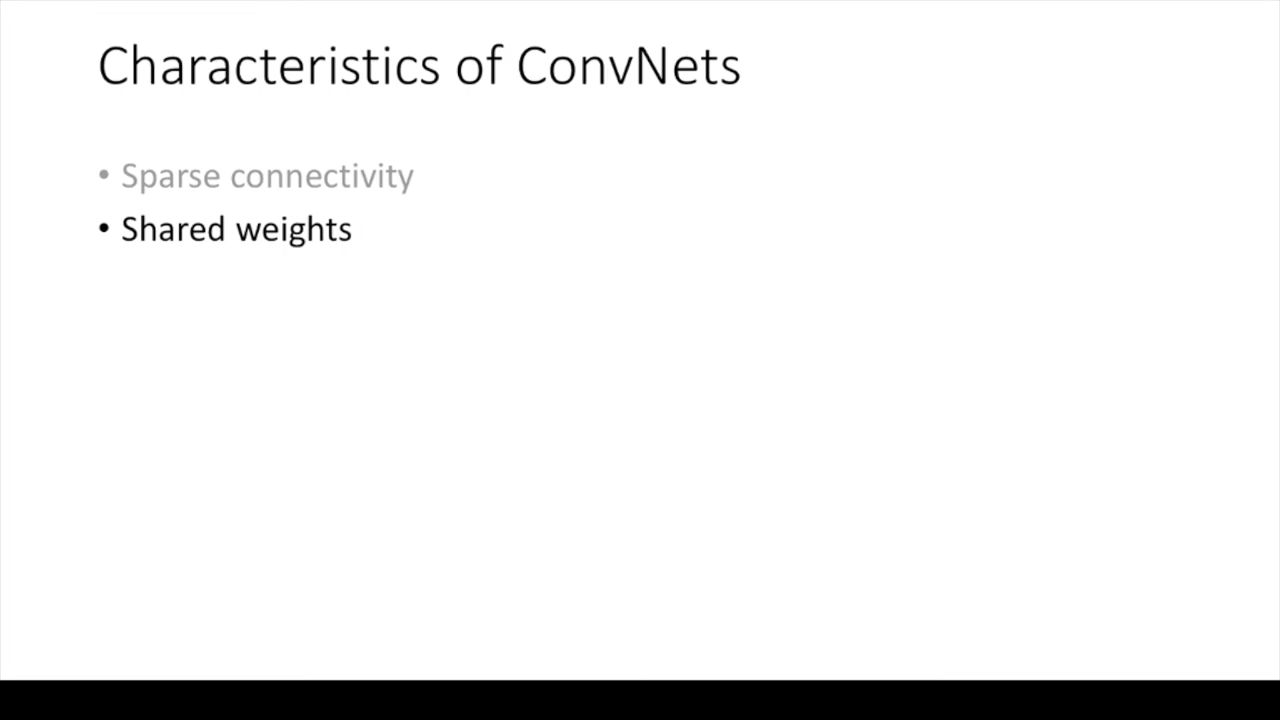 Characteristics of ConvNets
• Sparse connectivity
• Shared weights